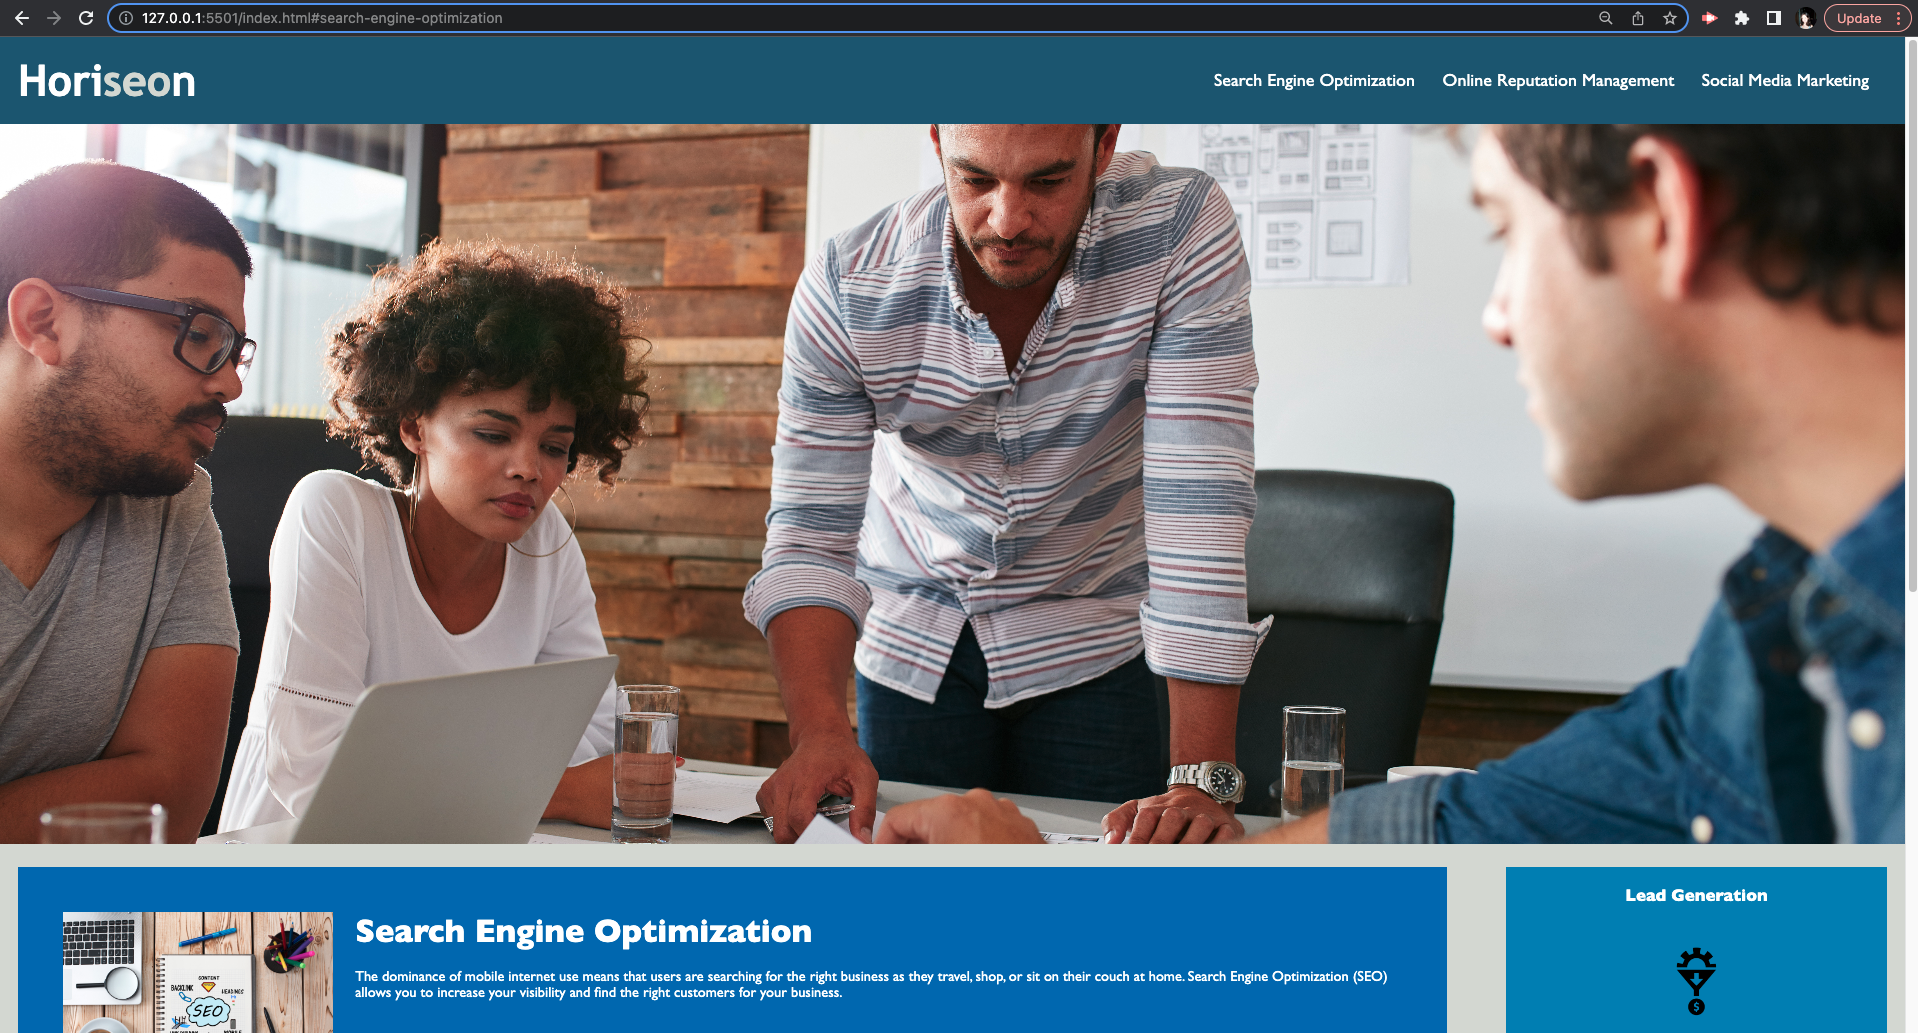 127.0.0.1:5501/index.html#search-engine-optimization
Update
Horiseon
Search Engine Optimization
Online Reputation Management
Social Media Marketing
Search Engine Optimization
The dominance of mobile internet use means that users are searching for the right business as they travel, shop, or sit on their couch at home. Search Engine Optimization (SEO)
allows you to increase your visibility and find the right customers for your business.
CONTENT
BACKLINK
HEADINGS
SEO
Lead Generation
$